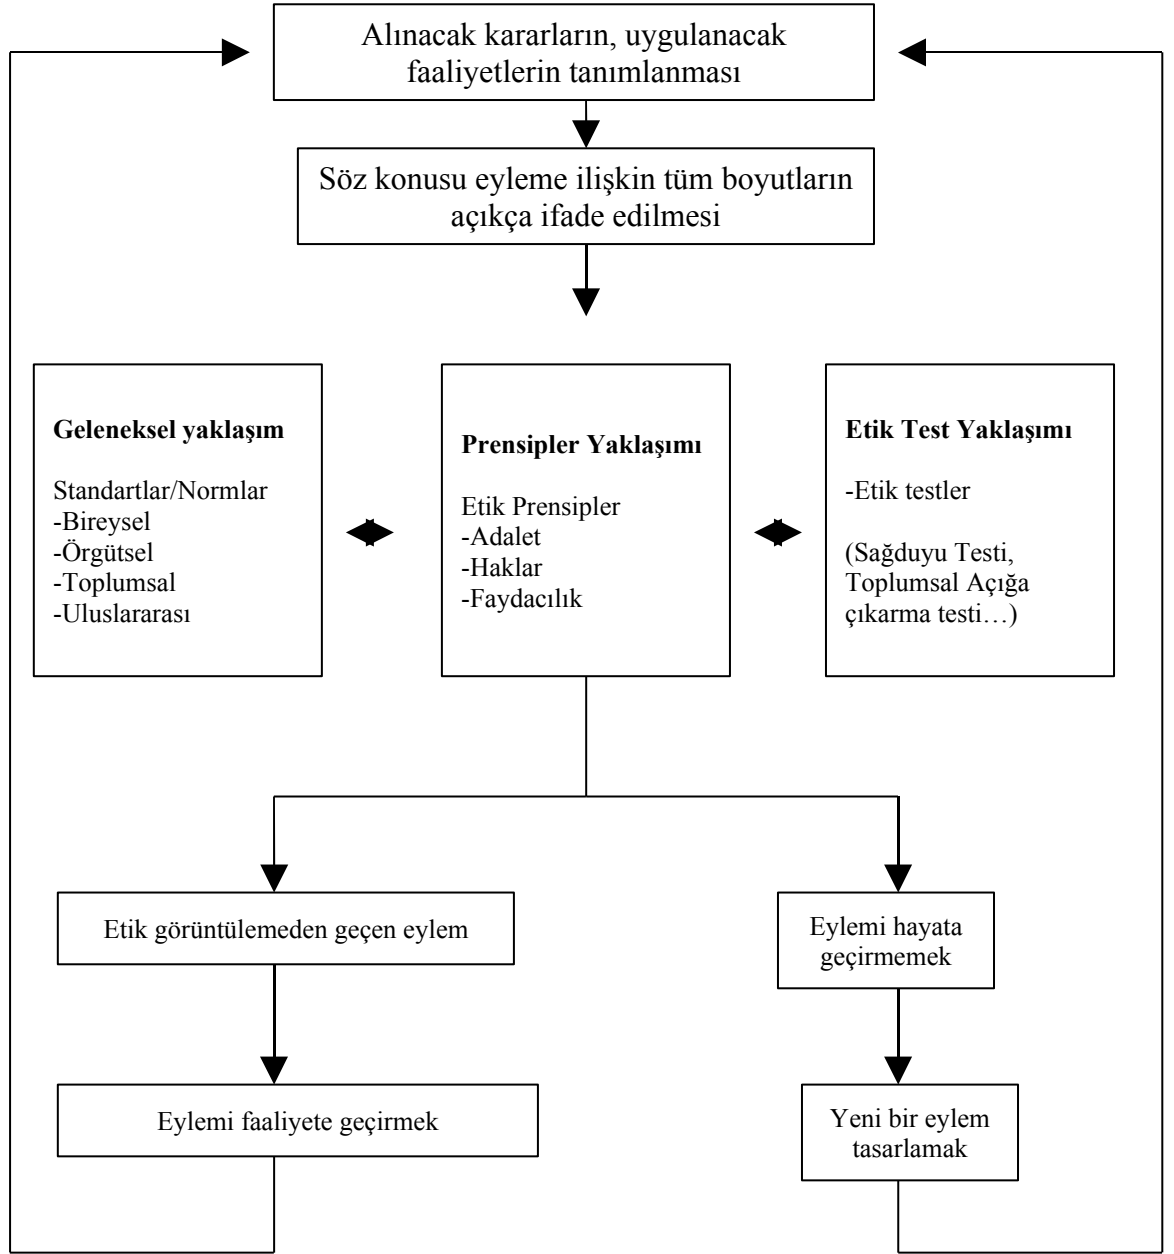 Alınacak kararların, uygulanacak
faaliyetlerin tanımlanması
Söz konusu eyleme ilişkin tüm boyutların
açıkça ifade edilmesi
Geleneksel yaklaşım
Standartlar/Normlar
-Bireysel
-Örgütsel
-Toplumsal
-Uluslararası
Prensipler Yaklaşımı
Etik Prensipler
-Adalet
-Haklar
-Faydacılık
Etik Test Yaklaşımı
-Etik testler
(Sağduyu Testi,
Toplumsal Açığa
çıkarma testi…)
Etik görüntülemeden geçen eylem
Eylemi hayata
geçirmemek
Eylemi faaliyete geçirmek
Yeni bir eylem
tasarlamak